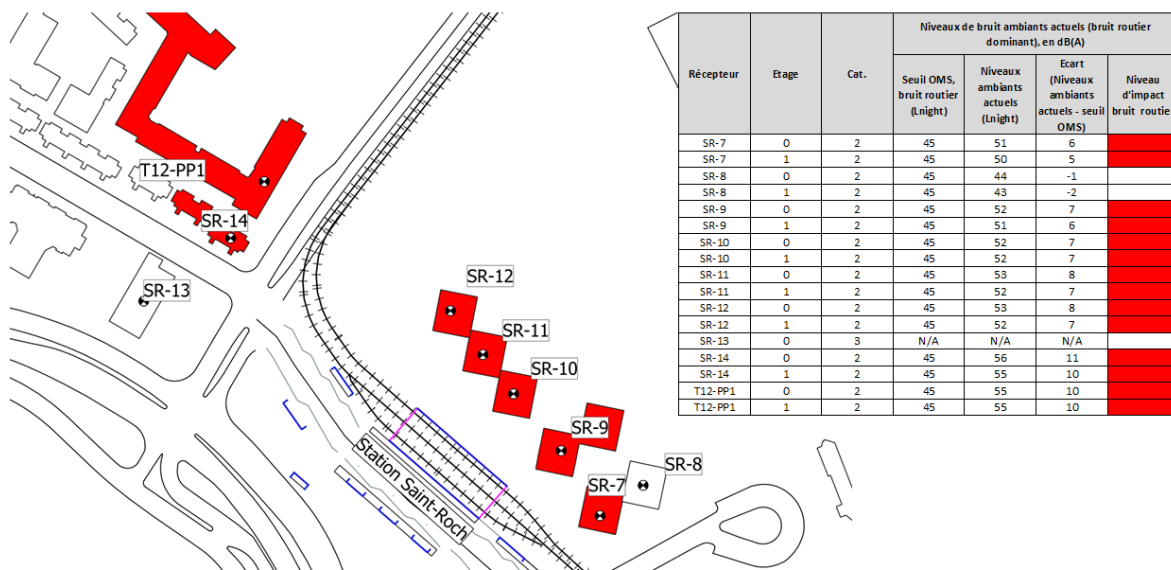 T12-PP1
SR-14
SR-13
SR-12
SR-11
SR-10
SR-9
SR-8
SR-7
Station Saint-Roch
Récepteur
Etage
Cat.
Niveaux de bruit ambiants actuels (bruit routier
dominant), en dB(A)
Seuil OMS,
bruit routier
(Lnight)
Niveaux
ambiants
actuels
(Lnight)
Ecart
(Niveaux
ambiants
actuels - seuil
OMS)
Niveau
d'impact
bruit routie
SR-7 0 2 45 51 6
SR-7 1 2 45 50 5
SR-8 0 2 45 44 -1
SR-8 1 2 45 43 -2
SR-9 0 2 45 52 7
SR-9 1 2 45 51 6
SR-10 0 2 45 52 7
SR-10 1 2 45 52 7
SR-11 0 2 45 53 8
SR-11 1 2 45 52 7
SR-12 0 2 45 53 8
SR-12 1 2 45 52 7
SR-13 0 3 N/A N/A N/A
SR-14 0 2 45 56 11
SR-14 1 2 45 55 10
T12-PP1 0 2 45 55 10
T12-PP1 1 2 45 55 10